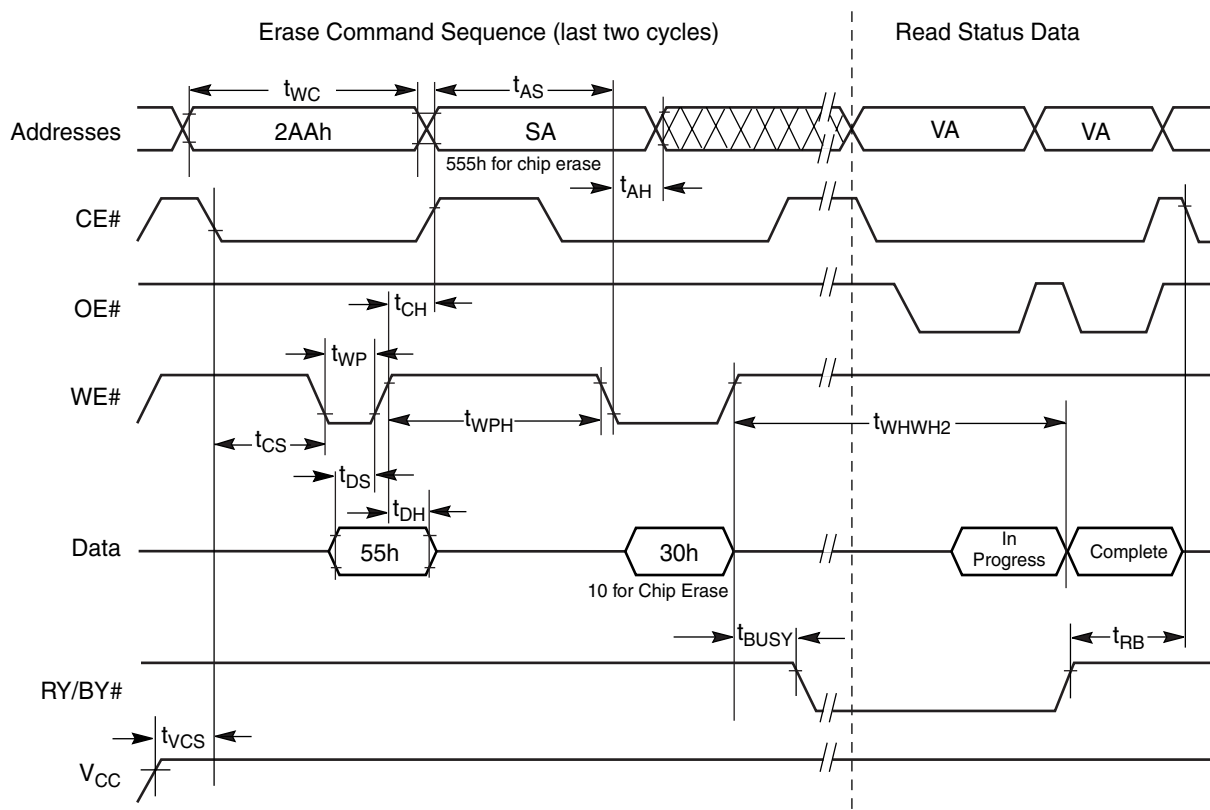 Erase Command Sequence (last two cycles) Read Status Data
tWC tAS
Addresses 2AAh SA VA VA
555h for chip erase
tAH
CE#
OE#
tCH
tWP
WE#
tWPH tWHWH2
tCS
tDS
tDH
Data 55h 30h In Progress Complete
10 for Chip Erase
tBUSY tRB
RY/BY#
tVCS
VCC